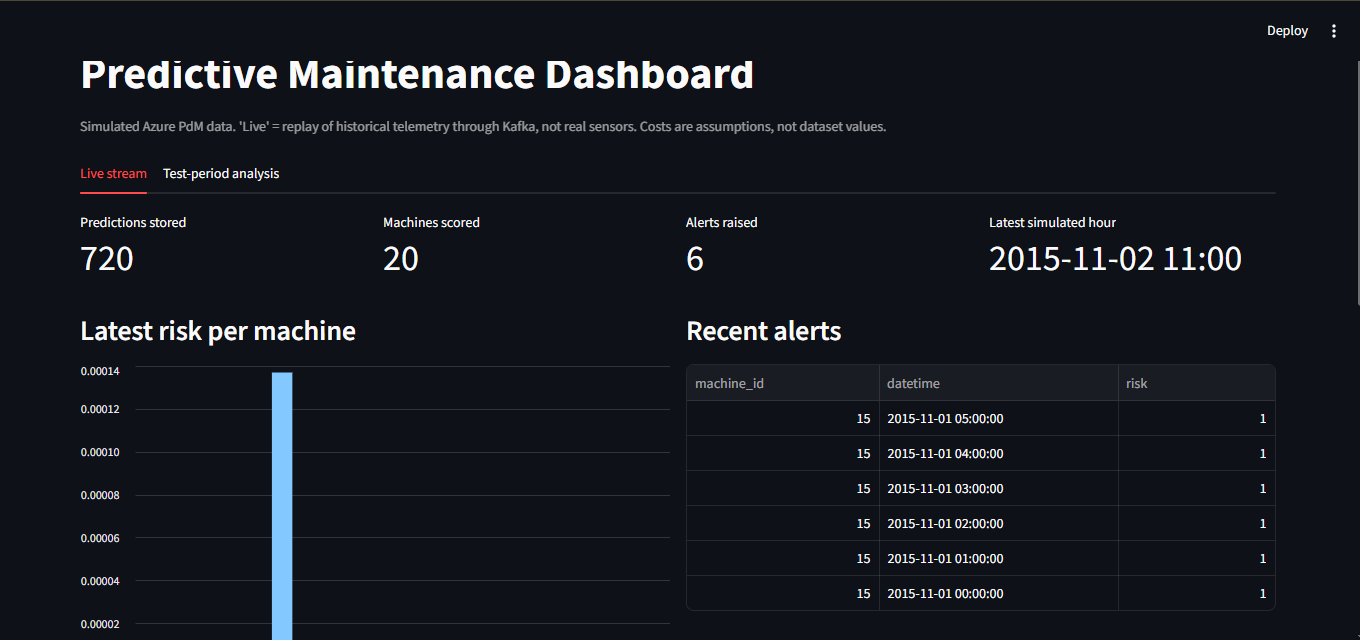 Deploy
Predictive Maintenance Dashboard
Simulated Azure PdM data. 'Live' = replay of historical telemetry through Kafka, not real sensors. Costs are assumptions, not dataset values.
Live stream Test-period analysis
Predictions stored Machines scored Alerts raised Latest simulated hour
720 20 6 2015-11-02 11:00
Latest risk per machine
0.00014
0.00012
0.00010
0.00008
0.00006
0.00004
0.00002
Recent alerts
machine_id datetime risk
15 2015-11-01 05:00:00 1
15 2015-11-01 04:00:00 1
15 2015-11-01 03:00:00 1
15 2015-11-01 02:00:00 1
15 2015-11-01 01:00:00 1
15 2015-11-01 00:00:00 1